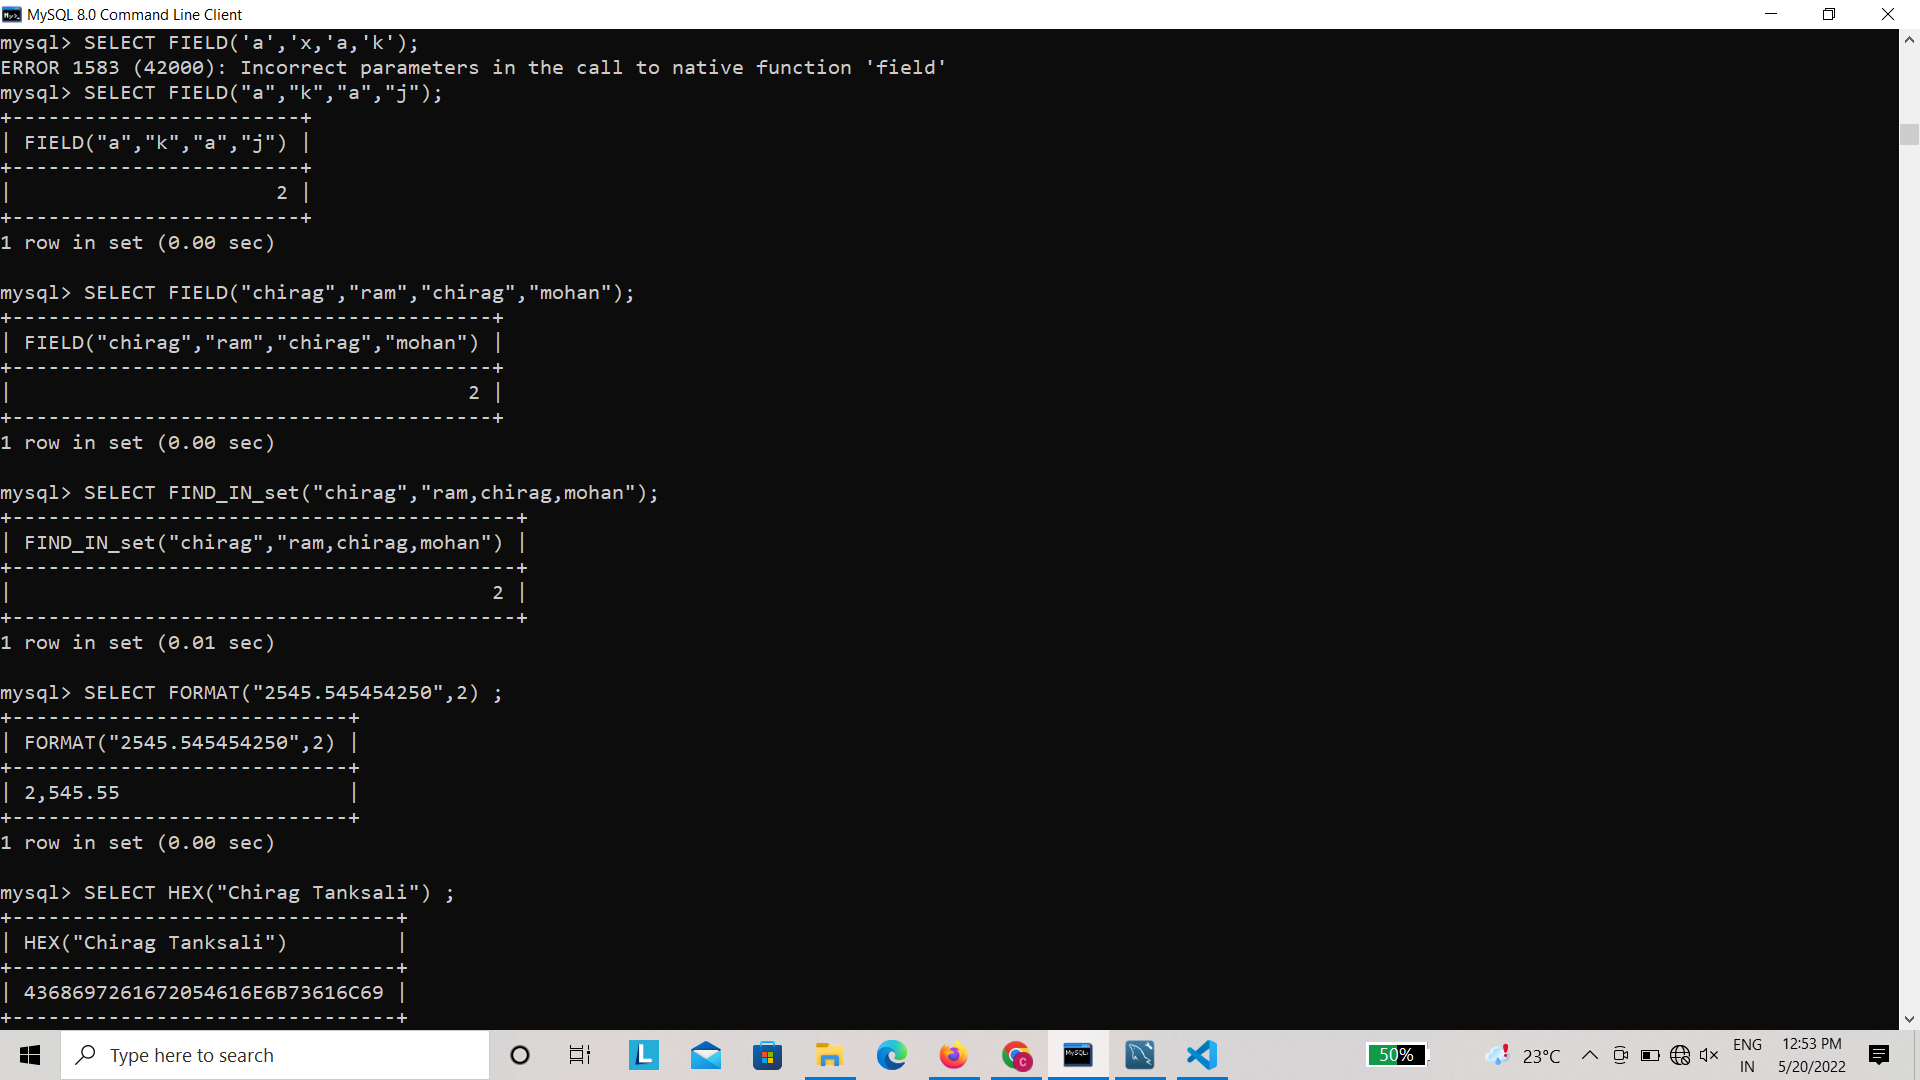 MySQL 8.0 Command Line Client
mysql> SELECT FIELD('a','x,'a,'k');
ERROR 1583 (42000): Incorrect parameters in the call to native function 'field'
mysql> SELECT FIELD("a","k","a","j");
+------------------------+
| FIELD("a","k","a","j") |
+------------------------+
|                      2 |
+------------------------+
1 row in set (0.00 sec)

mysql> SELECT FIELD("chirag","ram","chirag","mohan");
+----------------------------------------+
| FIELD("chirag","ram","chirag","mohan") |
+----------------------------------------+
|                                      2 |
+----------------------------------------+
1 row in set (0.00 sec)

mysql> SELECT FIND_IN_set("chirag","ram,chirag,mohan");
+------------------------------------------+
| FIND_IN_set("chirag","ram,chirag,mohan") |
+------------------------------------------+
|                                        2 |
+------------------------------------------+
1 row in set (0.01 sec)

mysql> SELECT FORMAT("2545.545454250",2) ;
+----------------------------+
| FORMAT("2545.545454250",2) |
+----------------------------+
| 2,545.55                   |
+----------------------------+
1 row in set (0.00 sec)

mysql> SELECT HEX("Chirag Tanksali") ;
+--------------------------------+
| HEX("Chirag Tanksali")         |
+--------------------------------+
| 4368697261672054616E6B73616C69 |
+--------------------------------+
Type here to search
L
C
MySQL
50%
23°C
ENG
IN
12:53 PM
5/20/2022